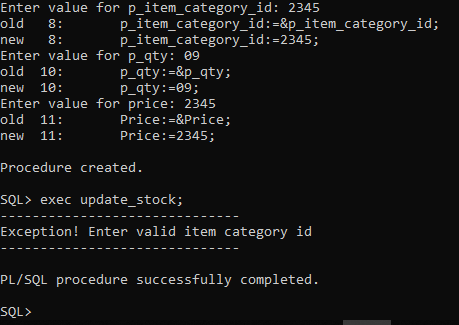 Enter value for p_item_category_id: 2345
old   8:       p_item_category_id:=&p_item_category_id;
new   8:       p_item_category_id:=2345;
Enter value for p_qty: 09
old  10:       p_qty:=&p_qty;
new  10:       p_qty:=09;
Enter value for price: 2345
old  11:       Price:=&Price;
new  11:       Price:=2345;
Procedure created.
SQL> exec update_stock;
------------------------------
Exception! Enter valid item category id
------------------------------
PL/SQL procedure successfully completed.
SQL>